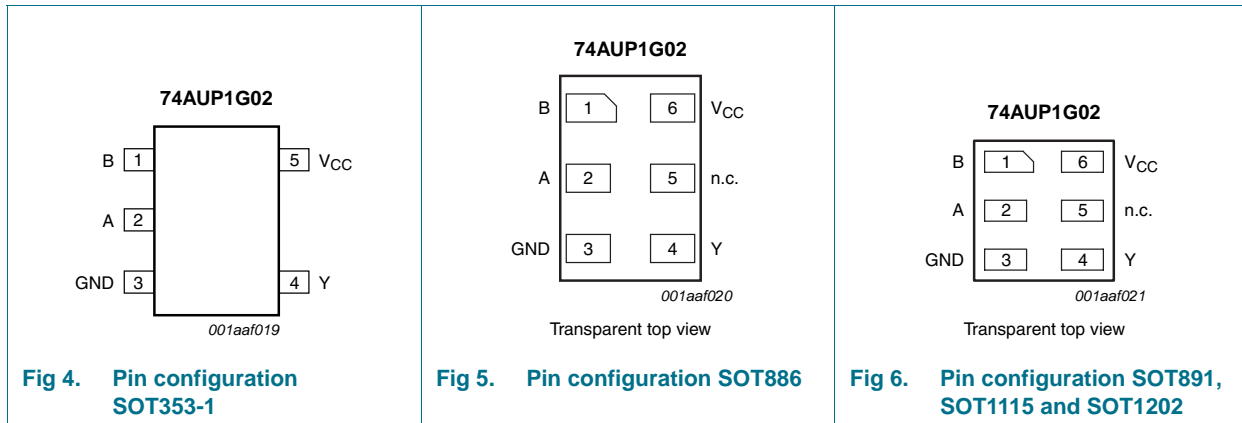 74AUP1G02
B 1
5 VCC
A 2
GND 3
4 Y
001aaf019
Fig 4. Pin configuration
SOT353-1
74AUP1G02
B 1 6 VCC
A 2 5 n.c.
GND 3 4 Y
001aaf020
Transparent top view
Fig 5. Pin configuration SOT886
74AUP1G02
B 1 6 VCC
A 2 5 n.c.
GND 3 4 Y
001aaf021
Transparent top view
Fig 6. Pin configuration SOT891,
SOT1115 and SOT1202